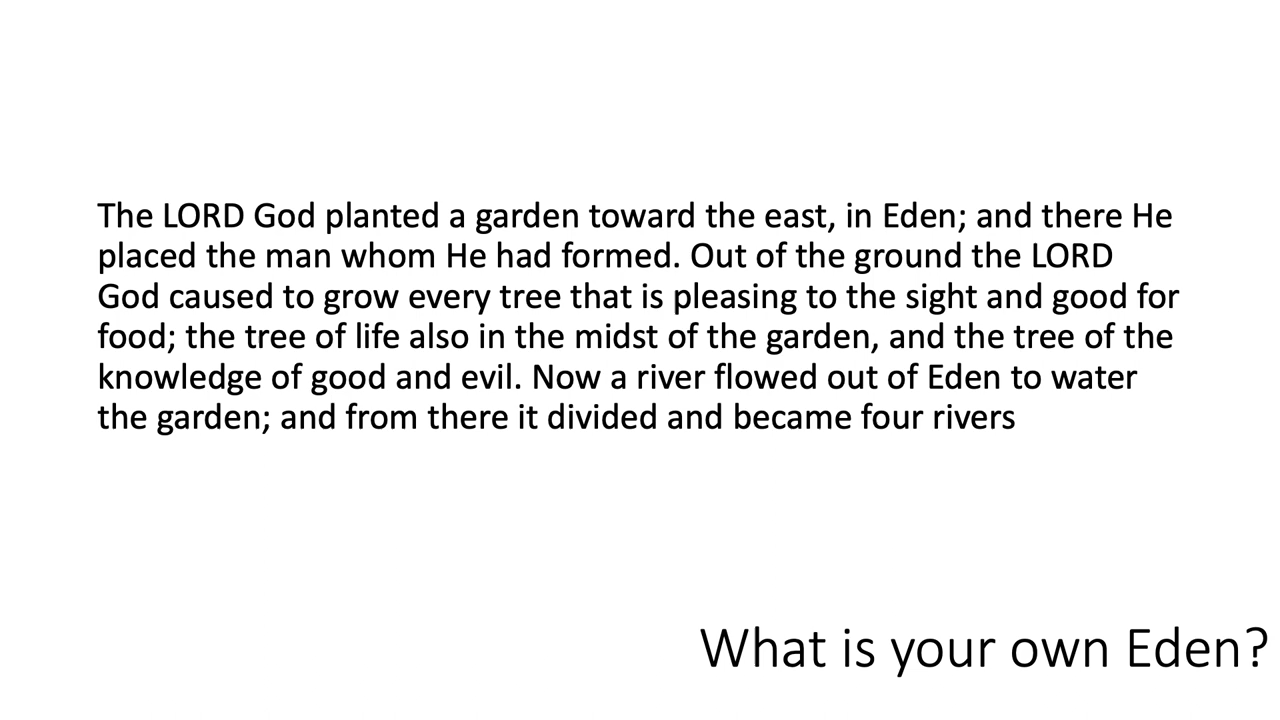 The LORD God planted a garden toward the east, in Eden; and there He
placed the man whom He had formed. Out of the ground the LORD
God caused to grow every tree that is pleasing to the sight and good for
food; the tree of life also in the midst of the garden, and the tree of the
knowledge of good and evil. Now a river flowed out of Eden to water
the garden; and from there it divided and became four rivers
What is your own Eden?